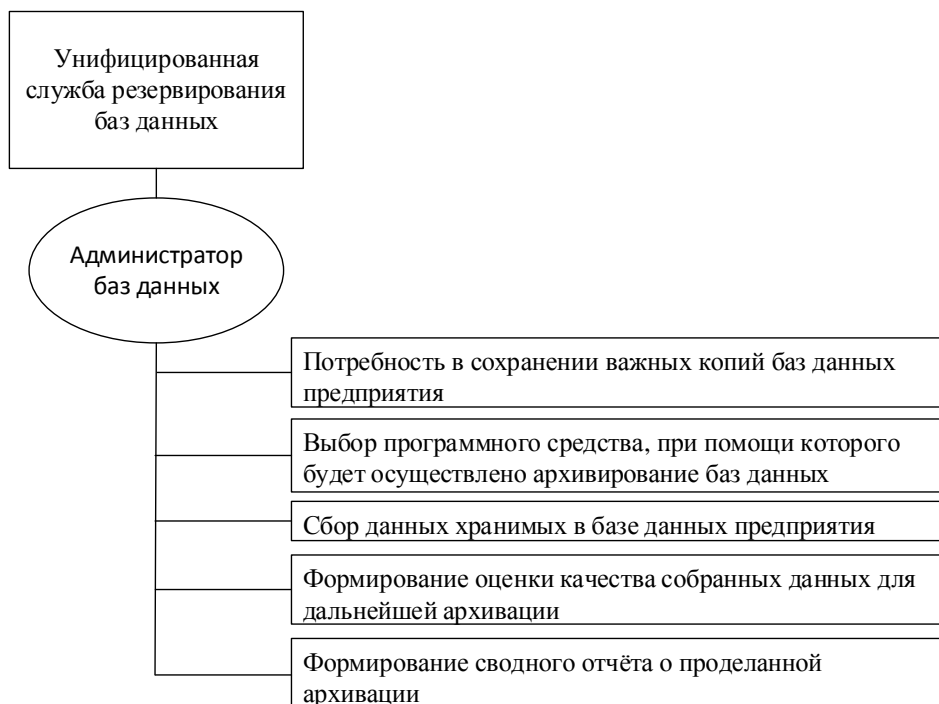 Унифицированная
служба резервирования
баз данных
Администратор
баз данных
Потребность в сохранении важных копий баз данных
предприятия
Выбор программного средства, при помощи которого
будет осуществлено архивирование баз данных
Сбор данных хранимых в базе данных предприятия
Формирование оценки качества собранных данных для
дальнейшей архивации
Формирование сводного отчёта о проделанной
архивации